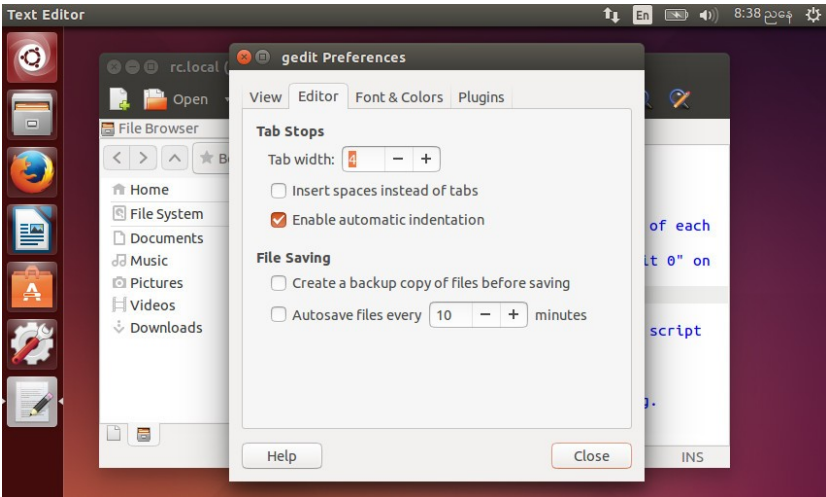 Text Editor
En
8:38 ညနေ
rc.local (
gedit Preferences
Open
View Editor Font & Colors Plugins
File Browser
Tab Stops
Tab width: 4
Home
Insert spaces instead of tabs
File System
Enable automatic indentation
of each
Documents
Music
File Saving
it 0" on
Pictures
Create a backup copy of files before saving
Videos
Autosave files every 10 minutes
Downloads
script
g.
Help
Close
INS